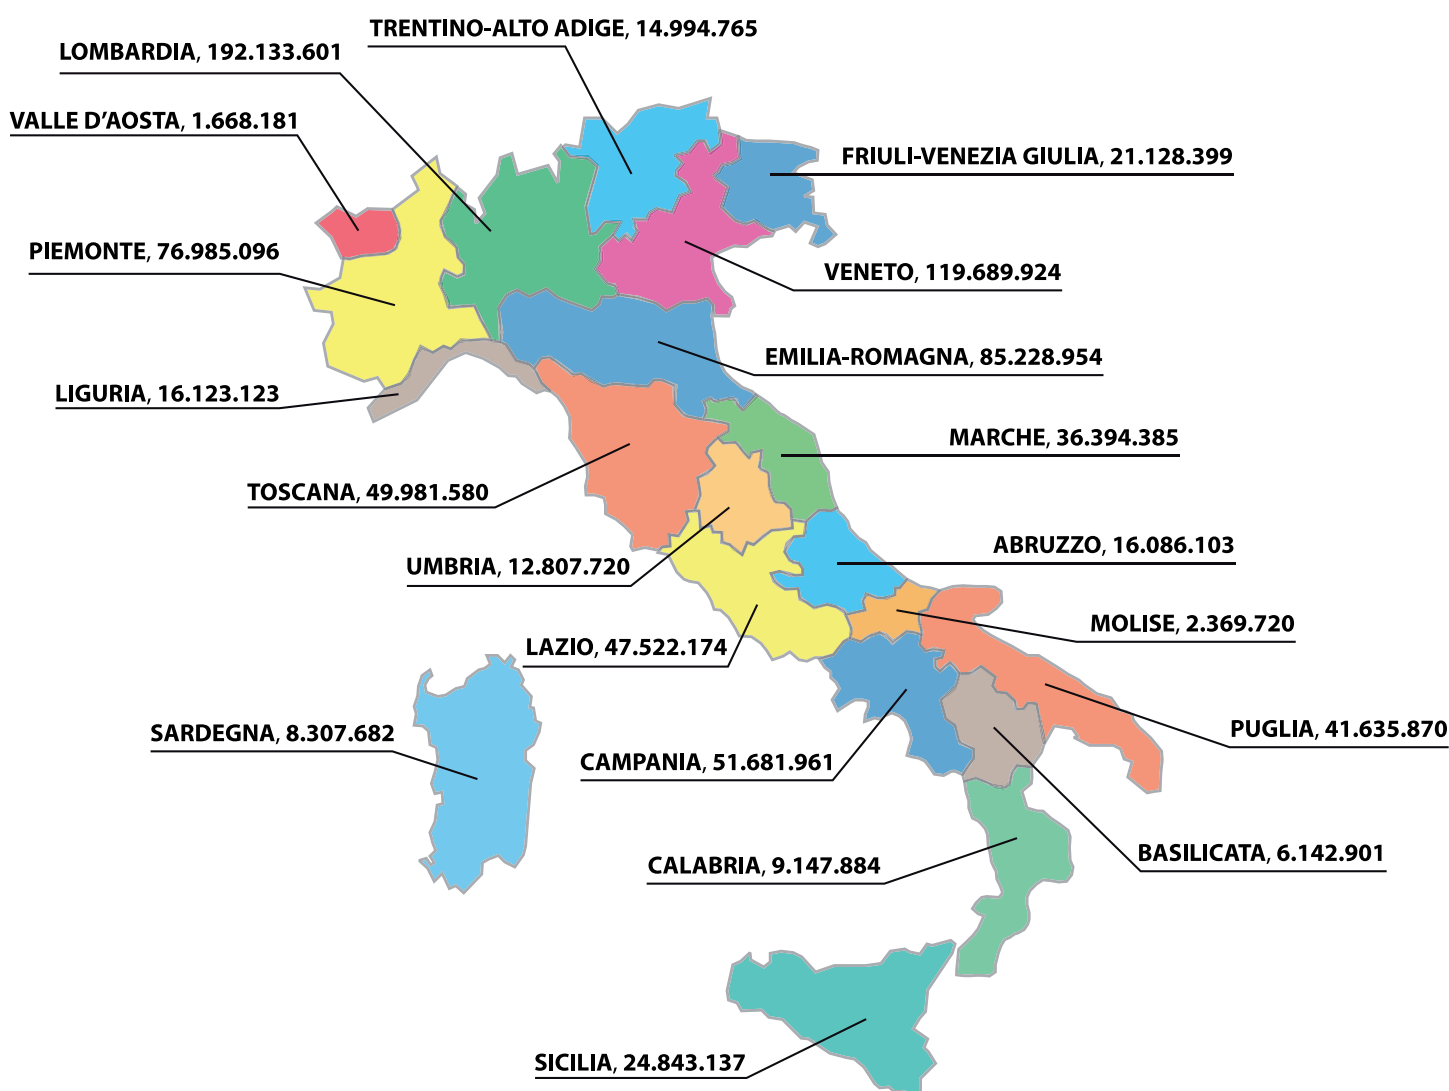 TRENTINO-ALTO ADIGE, 14.994.765
LOMBARDIA, 192.133.601
VALLE D'AOSTA, 1.668.181
FRIULI-VENEZIA GIULIA, 21.128.399
PIEMONTE, 76.985.096
VENETO, 119.689.924
EMILIA-ROMAGNA, 85.228.954
LIGURIA, 16.123.123
MARCHE, 36.394.385
TOSCANA, 49.981.580
ABRUZZO, 16.086.103
UMBRIA, 12.807.720
MOLISE, 2.369.720
LAZIO, 47.522.174
PUGLIA, 41.635.870
SARDEGNA, 8.307.682
CAMPANIA, 51.681.961
BASILICATA, 6.142.901
CALABRIA, 9.147.884
SICILIA, 24.843.137